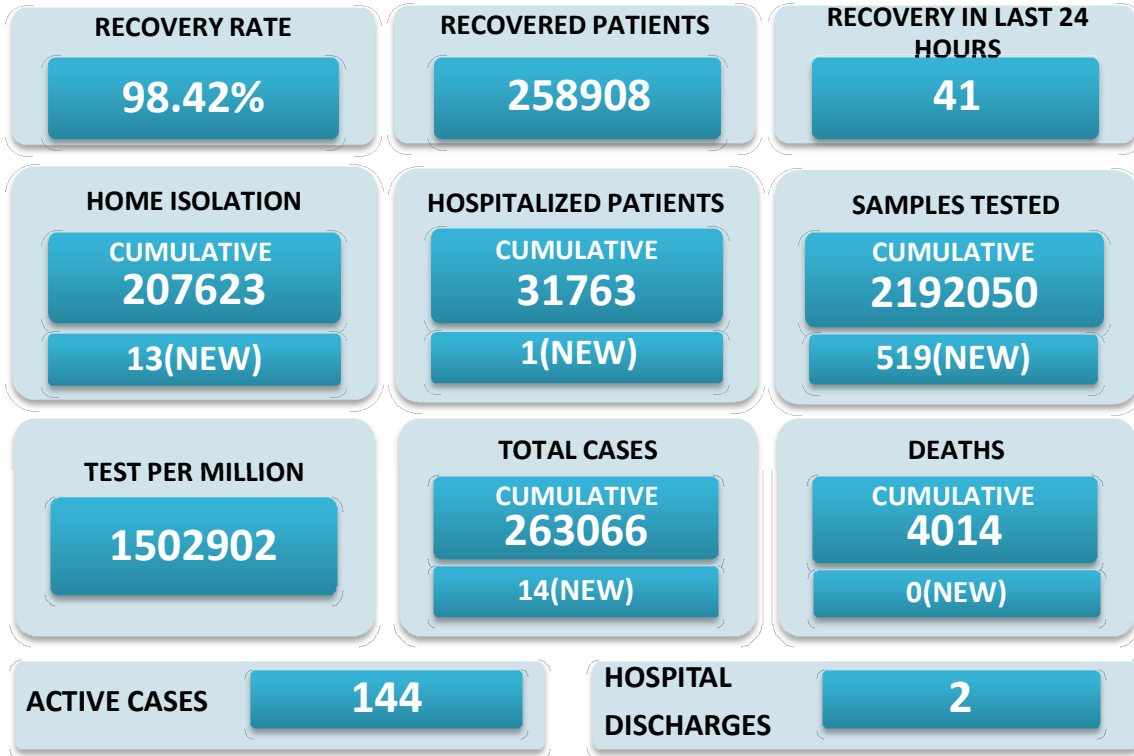 RECOVERY RATE
98.42%
RECOVERED PATIENTS
258908
RECOVERY IN LAST 24
HOURS
41
HOME ISOLATION
CUMULATIVE
207623
13(NEW)
HOSPITALIZED PATIENTS
CUMULATIVE
31763
1(NEW)
SAMPLES TESTED
CUMULATIVE
2192050
519(NEW)
TEST PER MILLION
1502902
TOTAL CASES
CUMULATIVE
263066
14(NEW)
DEATHS
CUMULATIVE
4014
0(NEW)
ACTIVE CASES
144
HOSPITAL
DISCHARGES
2